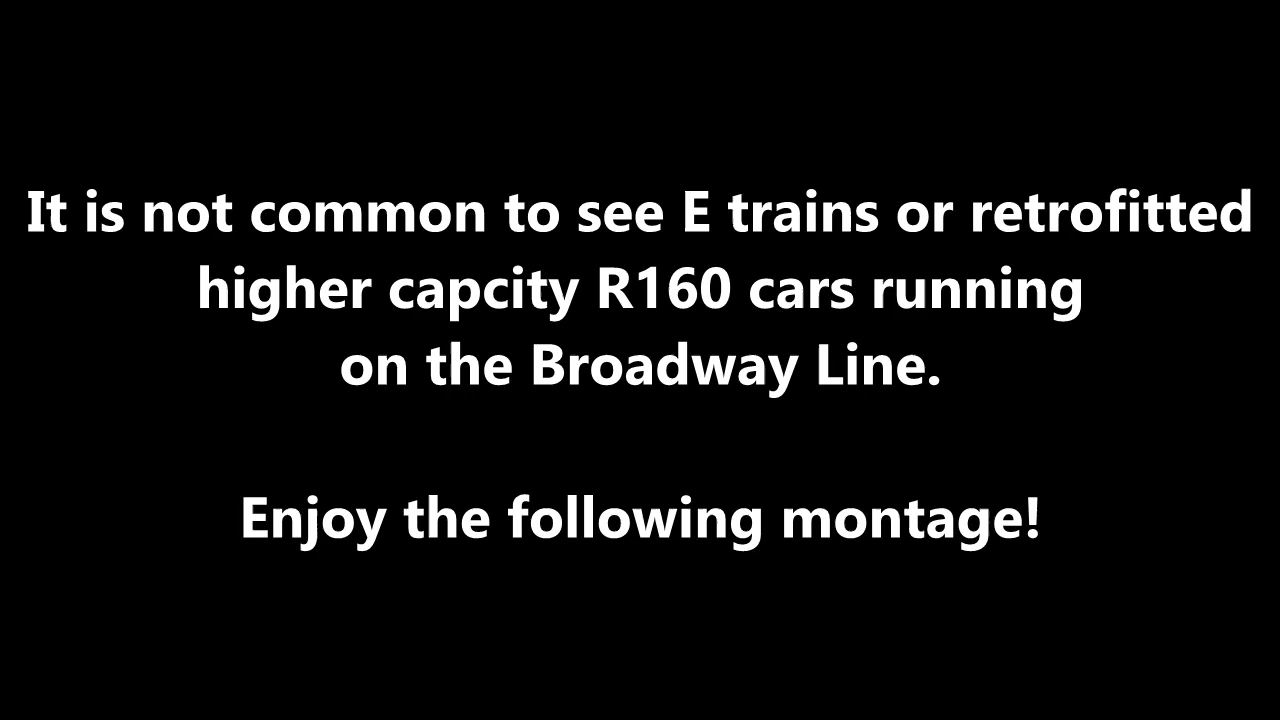 It is not common to see E trains or retrofitted
higher capcity R160 cars running
on the Broadway Line.
Enjoy the following montage!